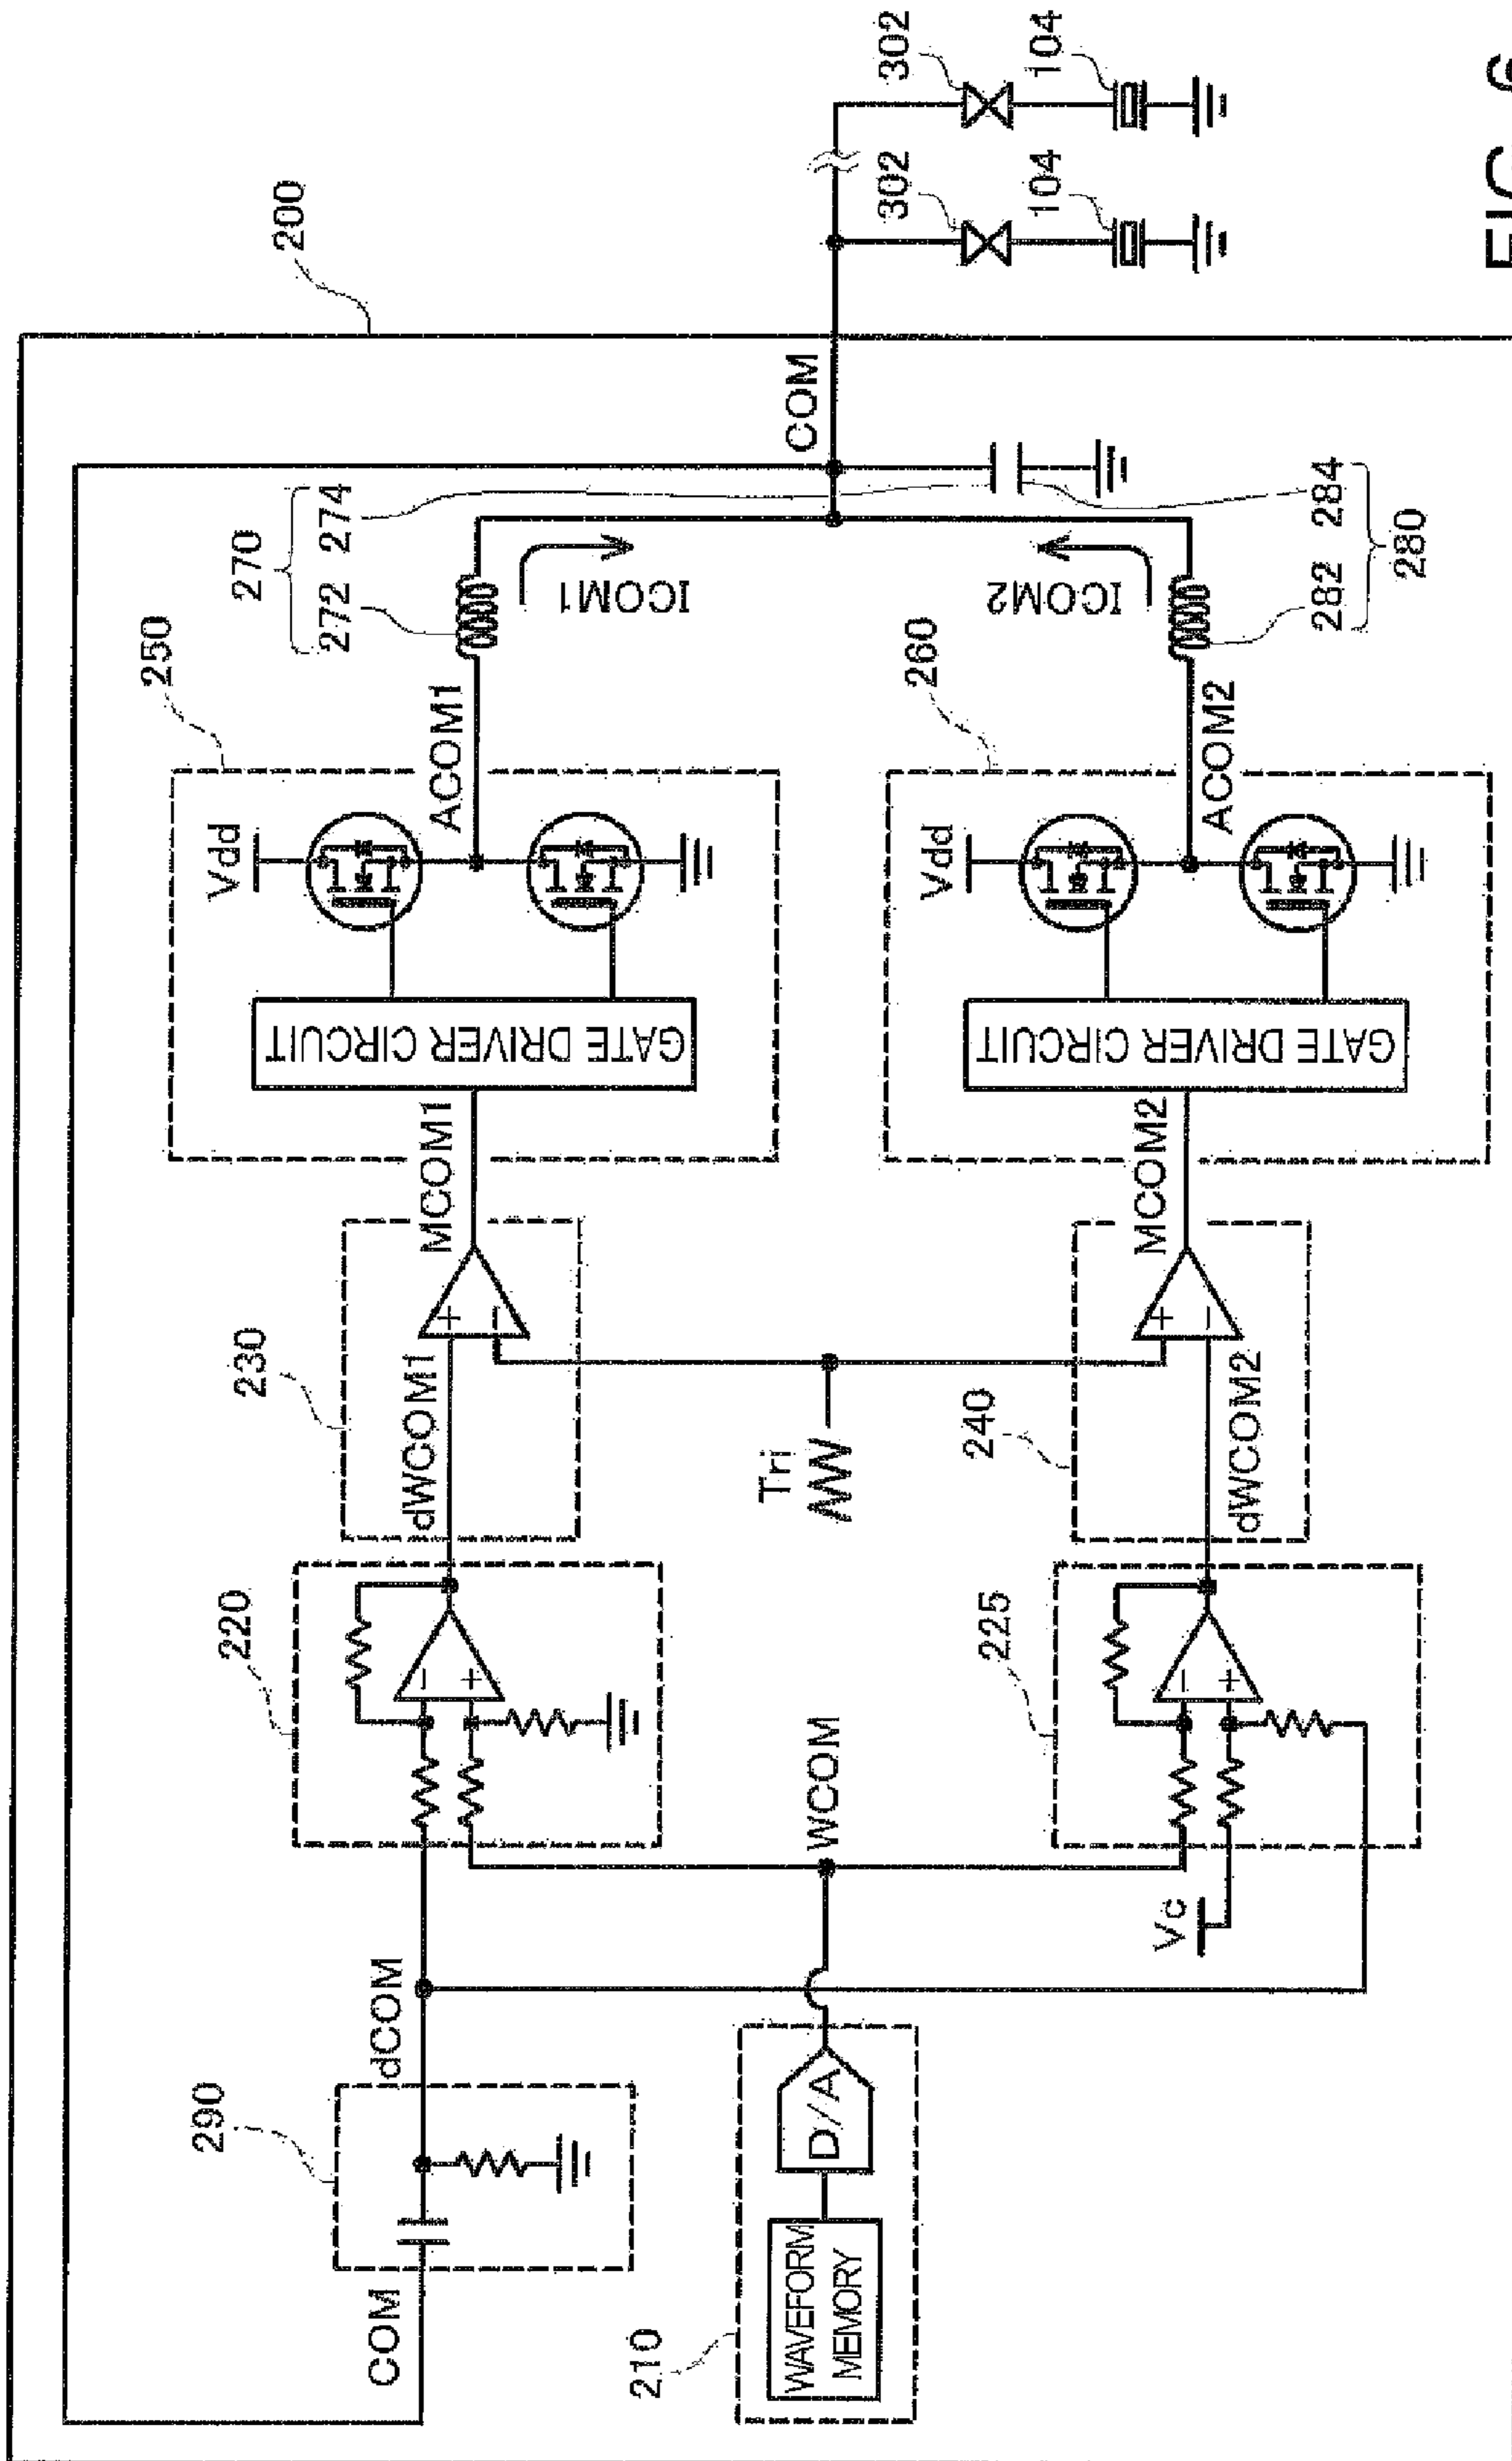 200
COM
290
dCOM
220
dWCOM1
230
MCOM1
250
GATE DRIVER CIRCUIT
Vdd
ACOM1
270
272 274
ICOM1
COM
302
302
104
104
210
WAVEFORM
MEMORY
D/A
WCOM
Tri
Vc
225
dWCOM2
240
MCOM2
260
GATE DRIVER CIRCUIT
Vdd
ACOM2
ICOM2
282 284
280
+
−
−
+
−
+
+
−